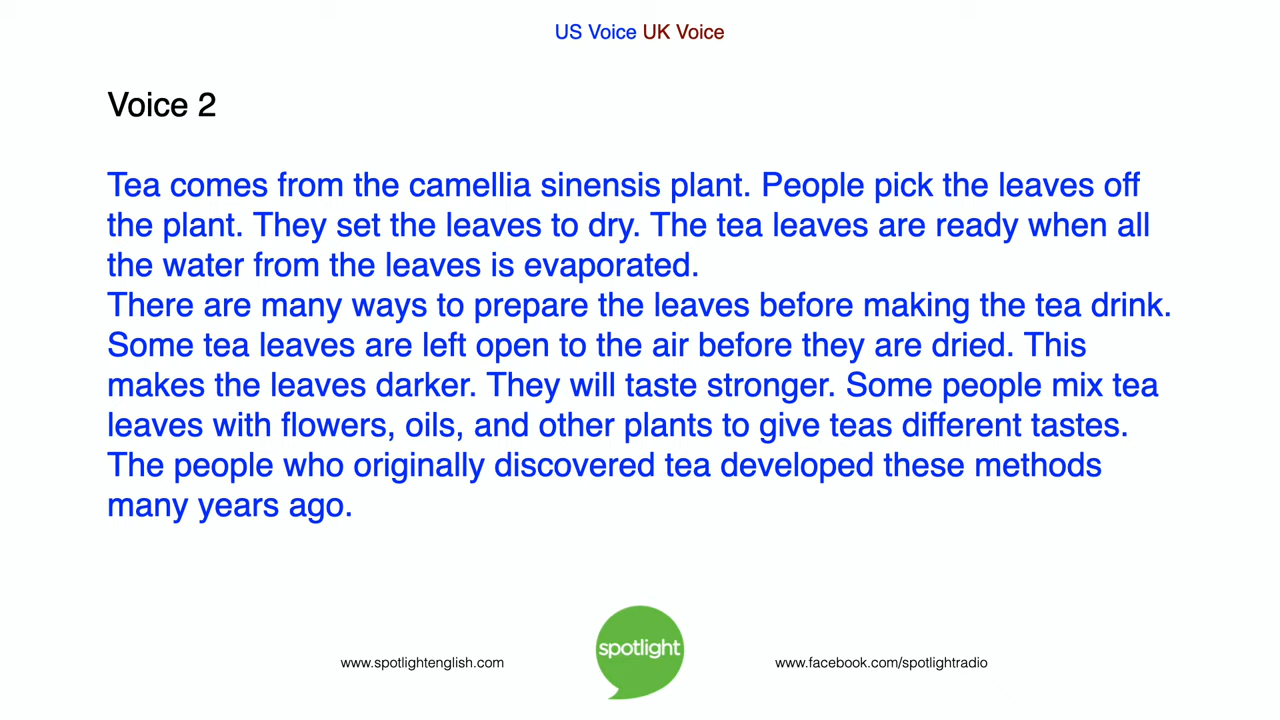 US Voice UK Voice
Voice 2
Tea comes from the camellia sinensis plant. People pick the leaves off
the plant. They set the leaves to dry. The tea leaves are ready when all
the water from the leaves is evaporated.
There are many ways to prepare the leaves before making the tea drink.
Some tea leaves are left open to the air before they are dried. This
makes the leaves darker. They will taste stronger. Some people mix tea
leaves with flowers, oils, and other plants to give teas different tastes.
The people who originally discovered tea developed these methods
many years ago.
spotlight
www.spotlightenglish.com
www.facebook.com/spotlightradio